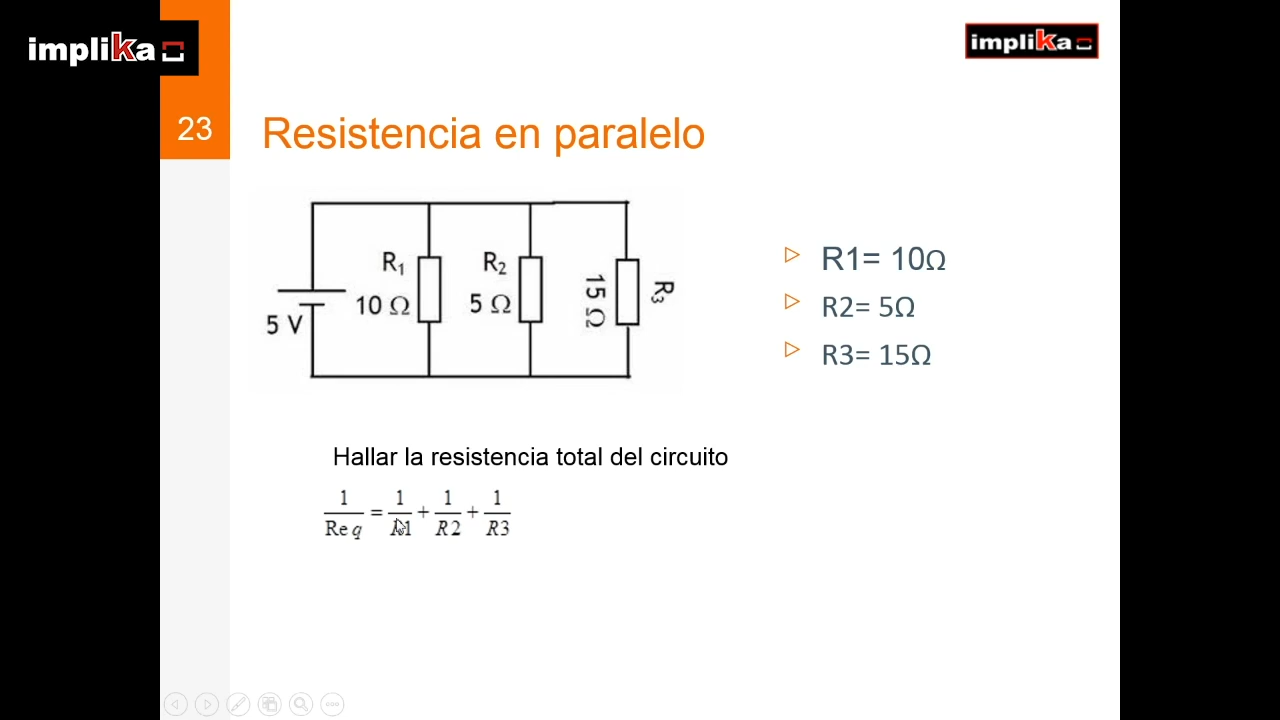 implika
implika
23
Resistencia en paralelo
R1
10 Ω
R2
5 Ω
15 Ω
R3
5 V
R1= 10Ω
R2= 5Ω
R3= 15Ω
Hallar la resistencia total del circuito
1/Req = 1/R1 + 1/R2 + 1/R3